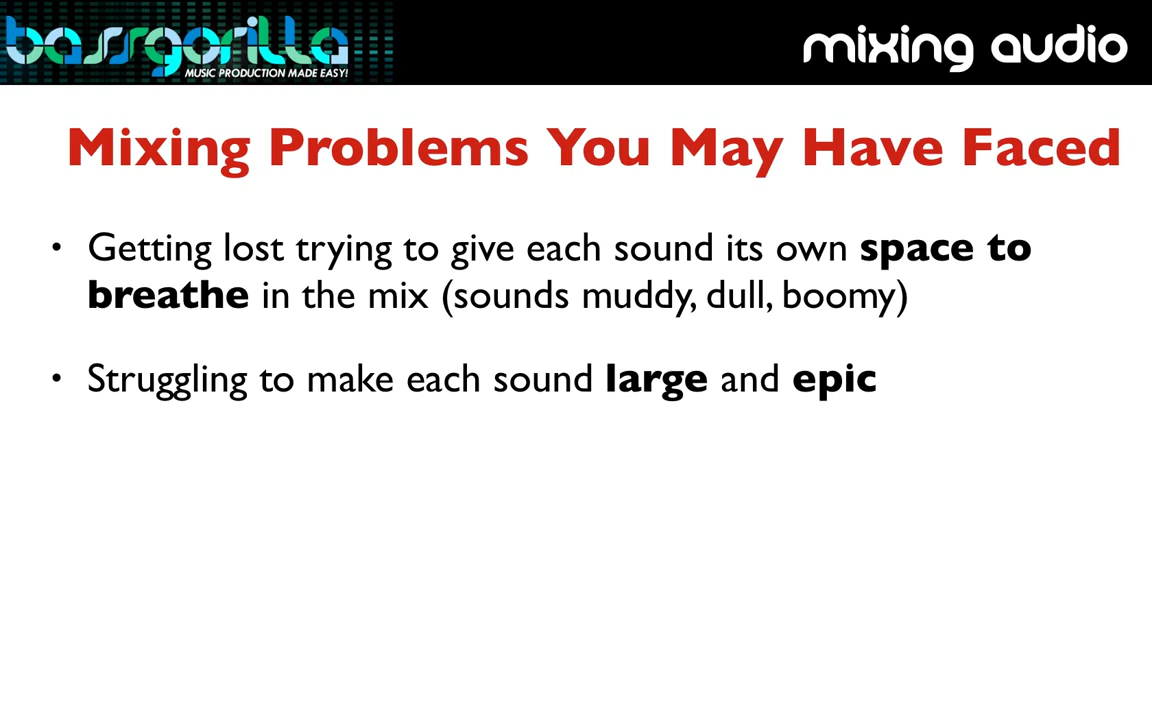 bassgorilla
MUSIC PRODUCTION MADE EASY!
mixing audio
Mixing Problems You May Have Faced
• Getting lost trying to give each sound its own space to
breathe in the mix (sounds muddy, dull, boomy)
• Struggling to make each sound large and epic